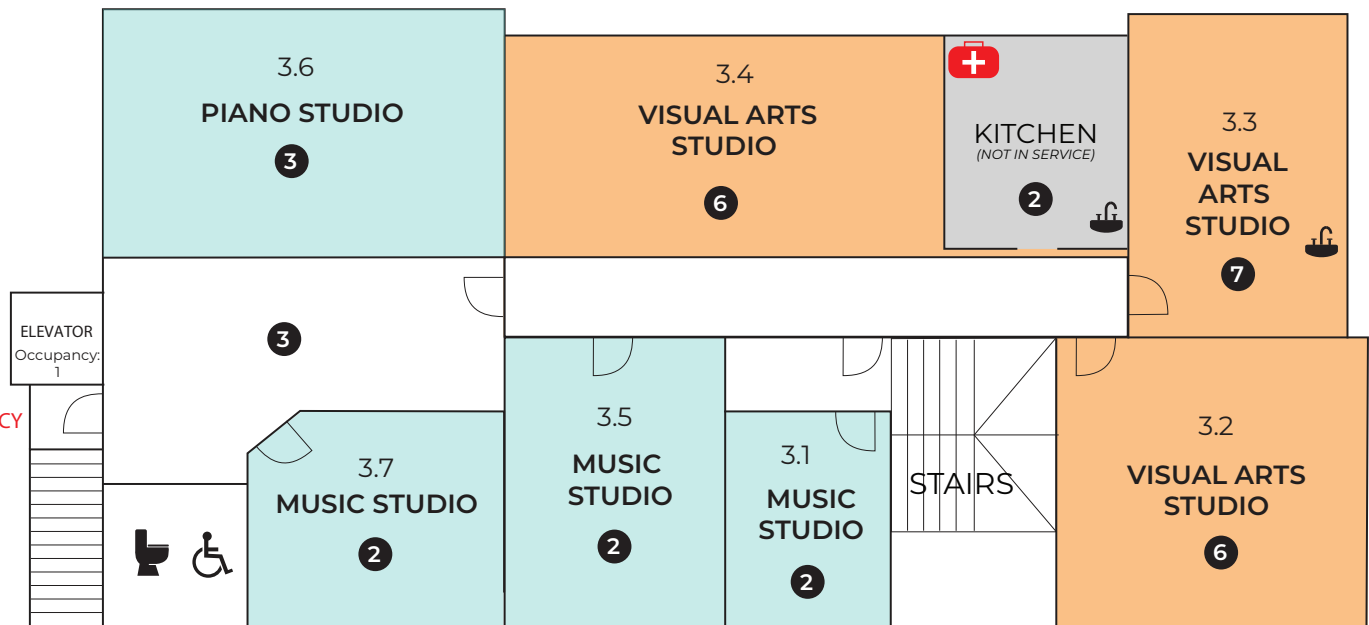 3.6
PIANO STUDIO
3
3.4
VISUAL ARTS
STUDIO
6
KITCHEN
(NOT IN SERVICE)
2
3.3
VISUAL
ARTS
STUDIO
7
ELEVATOR
Occupancy:
1
3
CY
3.7
MUSIC STUDIO
2
3.5
MUSIC
STUDIO
2
3.1
MUSIC
STUDIO
2
STAIRS
3.2
VISUAL ARTS
STUDIO
6